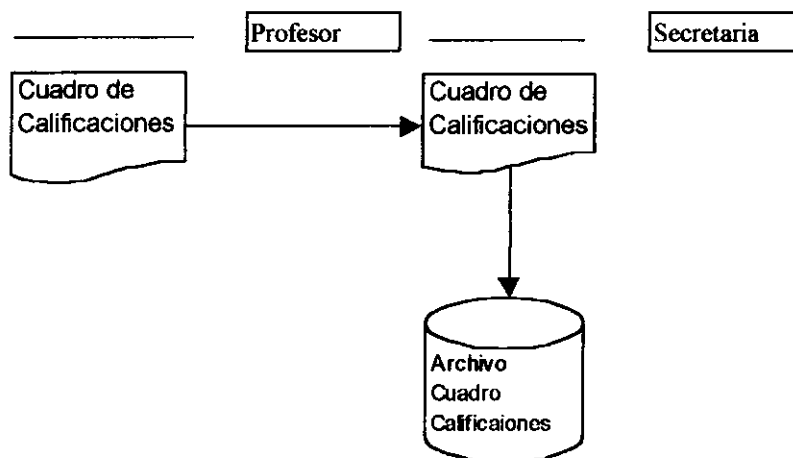 Profesor
Secretaria
Cuadro de
Calificaciones
Cuadro de
Calificaciones
Archivo
Cuadro
Calificaiones